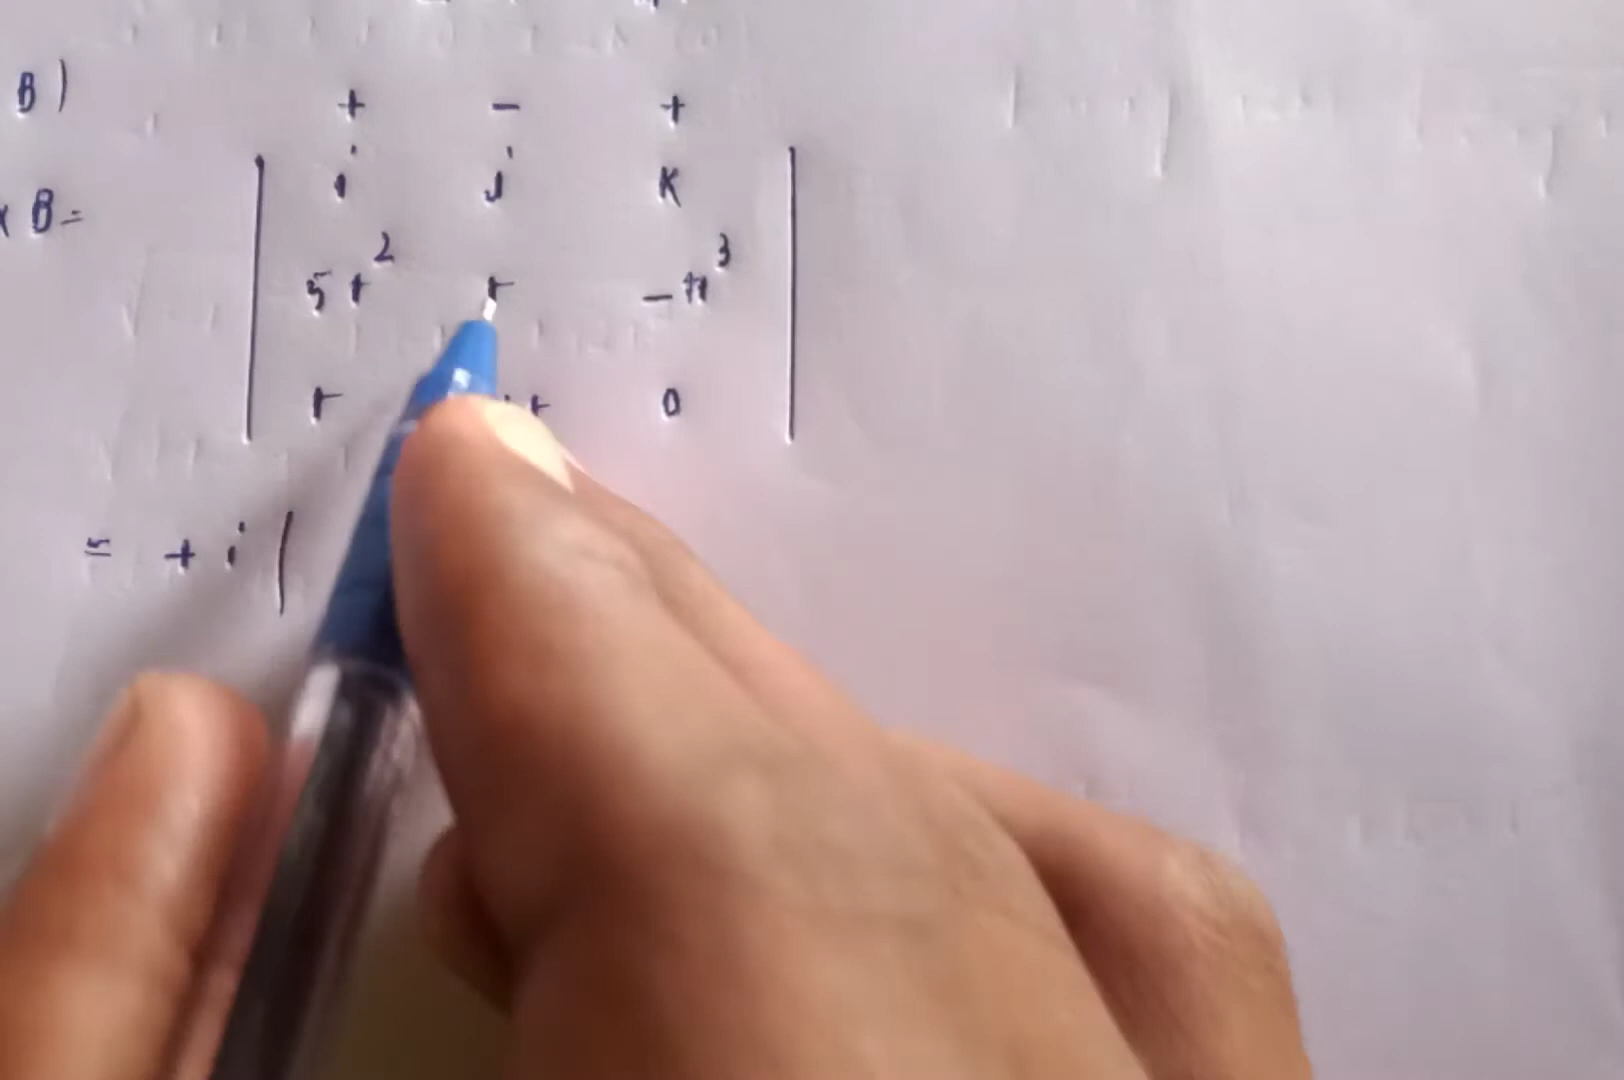 B)
+ - +
i j K
× B =
5t² t -t³
t t 0
= + i |